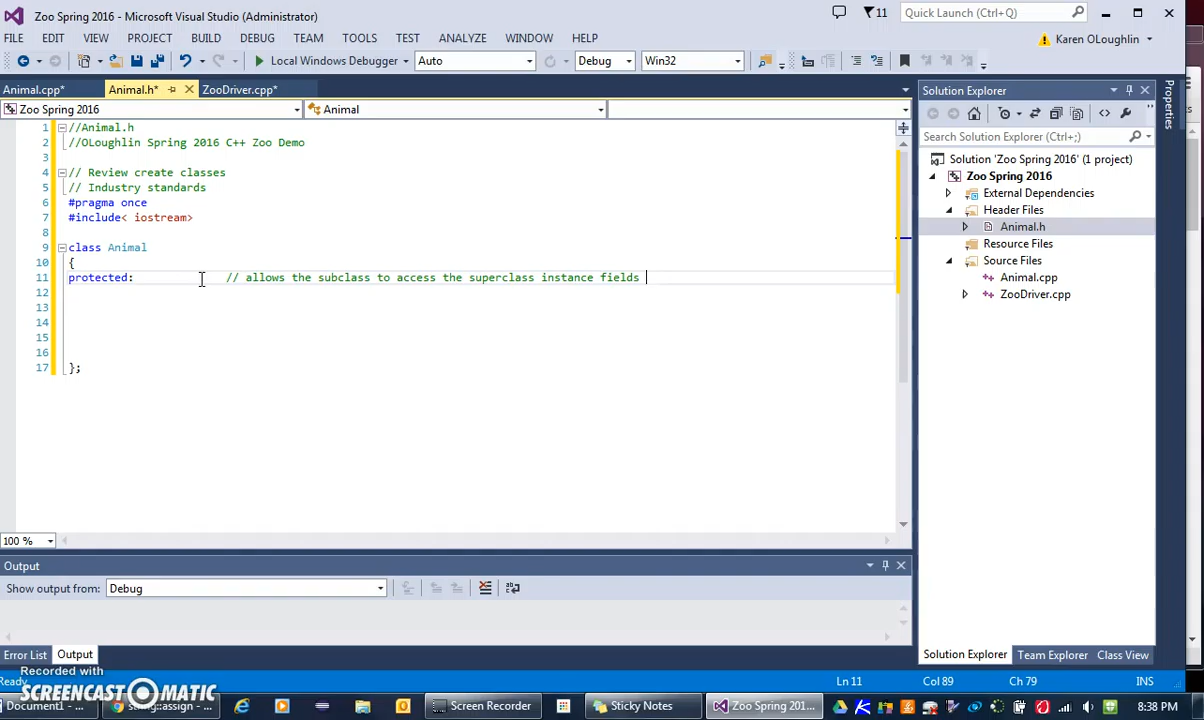 Zoo Spring 2016 - Microsoft Visual Studio (Administrator)
11
Quick Launch (Ctrl+Q)
FILE EDIT VIEW PROJECT BUILD DEBUG TEAM TOOLS TEST ANALYZE WINDOW HELP
Karen OLoughlin
Local Windows Debugger Auto Debug Win32
Animal.cpp* Animal.h* ZooDriver.cpp*
Zoo Spring 2016 Animal
1 //Animal.h
2 //OLoughlin Spring 2016 C++ Zoo Demo
3
4 // Review create classes
5 // Industry standards
6 #pragma once
7 #include< iostream>
8
9 class Animal
10 {
11 protected: // allows the subclass to access the superclass instance fields
12
13
14
15
16
17 };
100 %
Output
Show output from: Debug
Error List Output
Solution Explorer
Search Solution Explorer (Ctrl+;)
Solution 'Zoo Spring 2016' (1 project)
Zoo Spring 2016
External Dependencies
Header Files
Animal.h
Resource Files
Source Files
Animal.cpp
ZooDriver.cpp
Properties
Solution Explorer Team Explorer Class View
Recorded with
SCREENCAST MATIC
Ready Ln 11 Col 89 Ch 79 INS
Document1 - ... string::assign - ... Screen Recorder Sticky Notes Zoo Spring 201... 8:38 PM